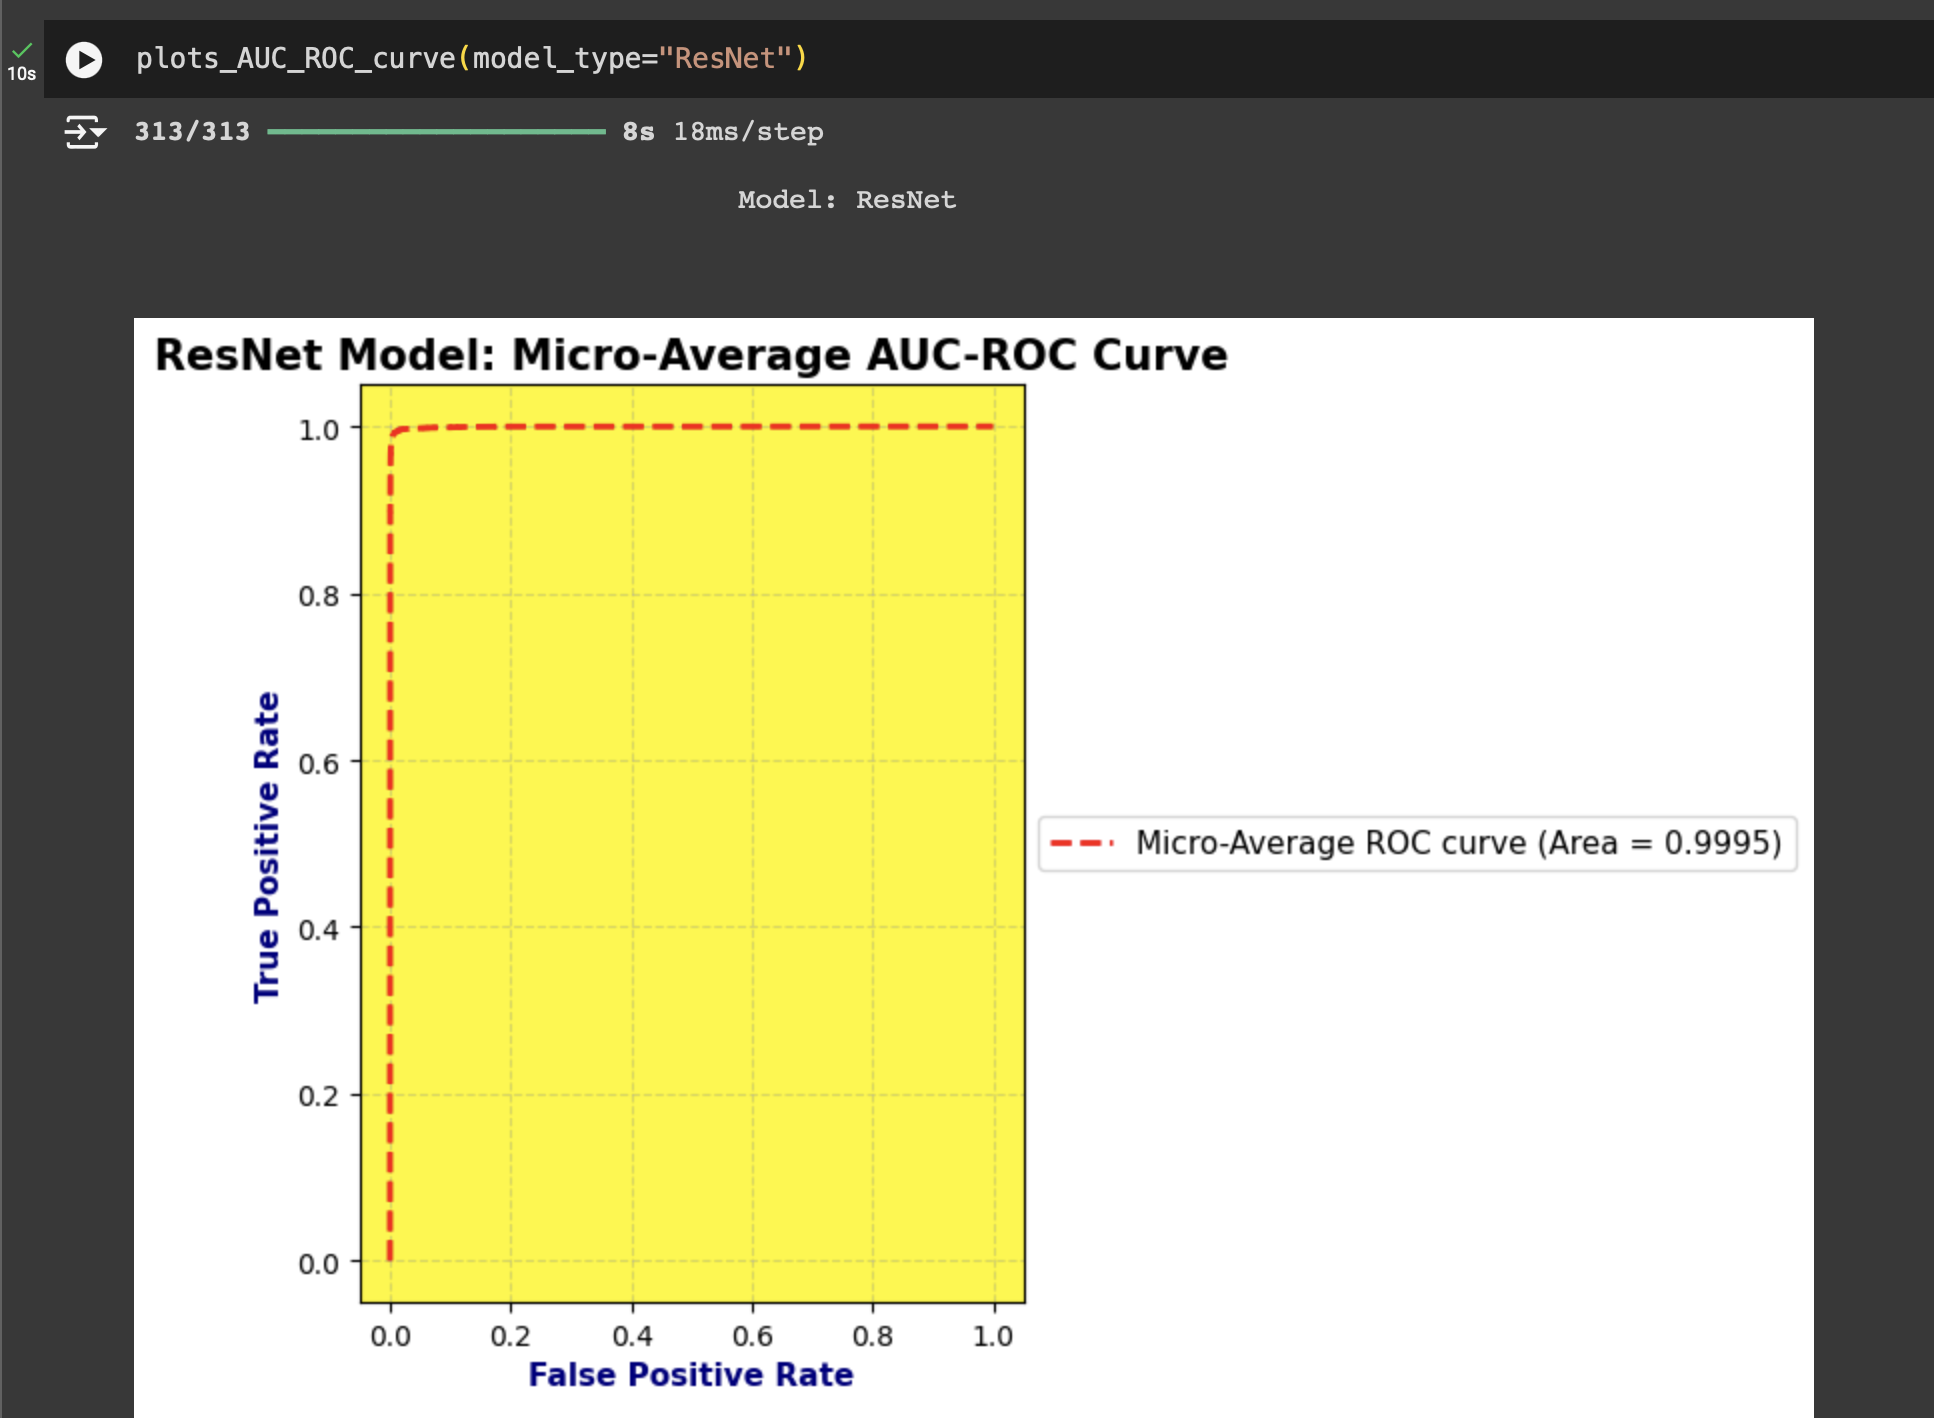 plots_AUC_ROC_curve(model_type="ResNet")
10s
313/313 8s 18ms/step
Model: ResNet
ResNet Model: Micro-Average AUC-ROC Curve
1.0
0.8
0.6
0.4
0.2
0.0
True Positive Rate
0.0 0.2 0.4 0.6 0.8 1.0
False Positive Rate
Micro-Average ROC curve (Area = 0.9995)